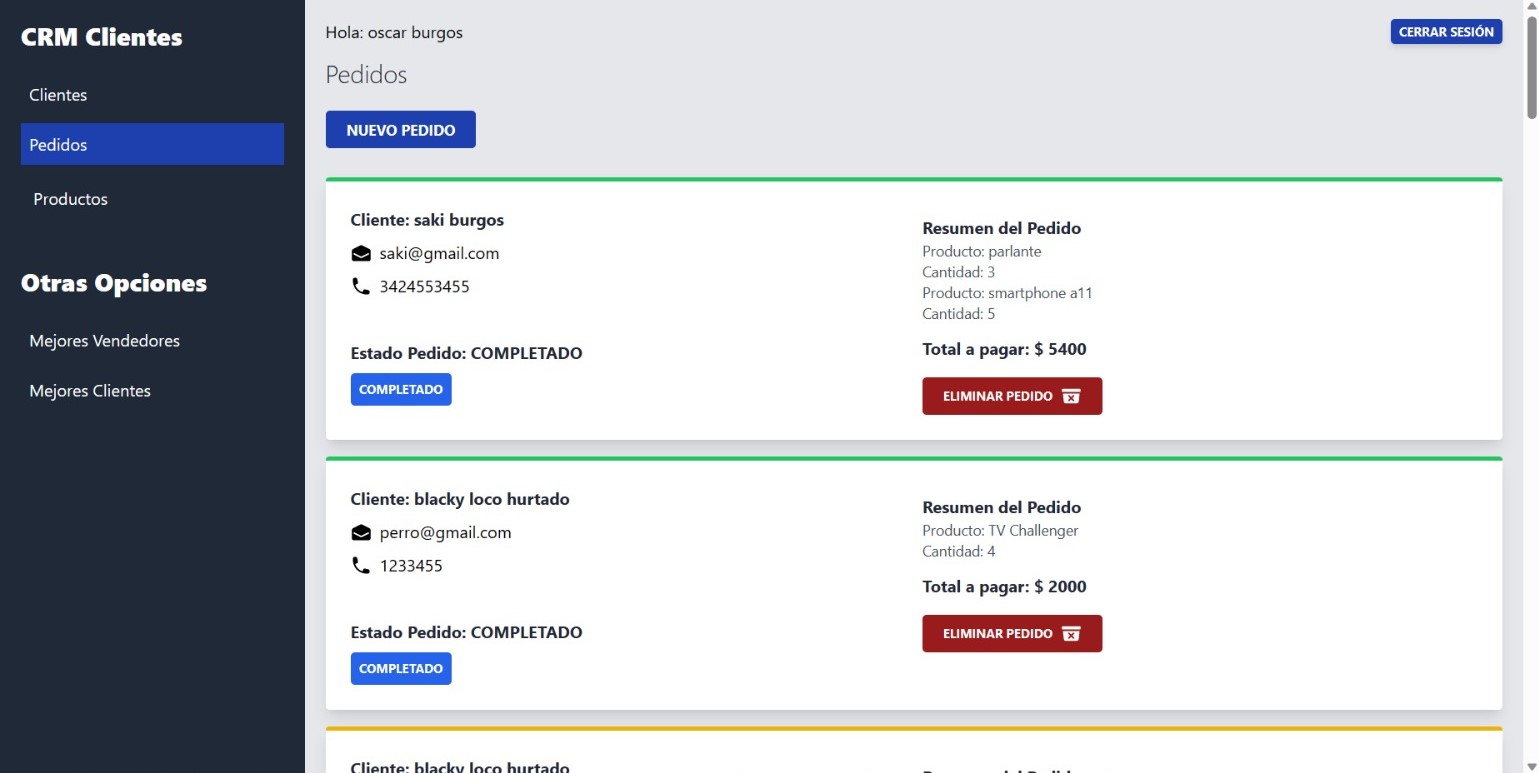 CRM Clientes
Clientes
Pedidos
Productos
Otras Opciones
Mejores Vendedores
Mejores Clientes
Hola: oscar burgos
CERRAR SESIÓN
Pedidos
NUEVO PEDIDO
Cliente: saki burgos
saki@gmail.com
3424553455
Estado Pedido: COMPLETADO
COMPLETADO
Resumen del Pedido
Producto: parlante
Cantidad: 3
Producto: smartphone a11
Cantidad: 5
Total a pagar: $ 5400
ELIMINAR PEDIDO
Cliente: blacky loco hurtado
perro@gmail.com
1233455
Estado Pedido: COMPLETADO
COMPLETADO
Resumen del Pedido
Producto: TV Challenger
Cantidad: 4
Total a pagar: $ 2000
ELIMINAR PEDIDO
Cliente: blacky loco hurtado
Resumen del Pedido